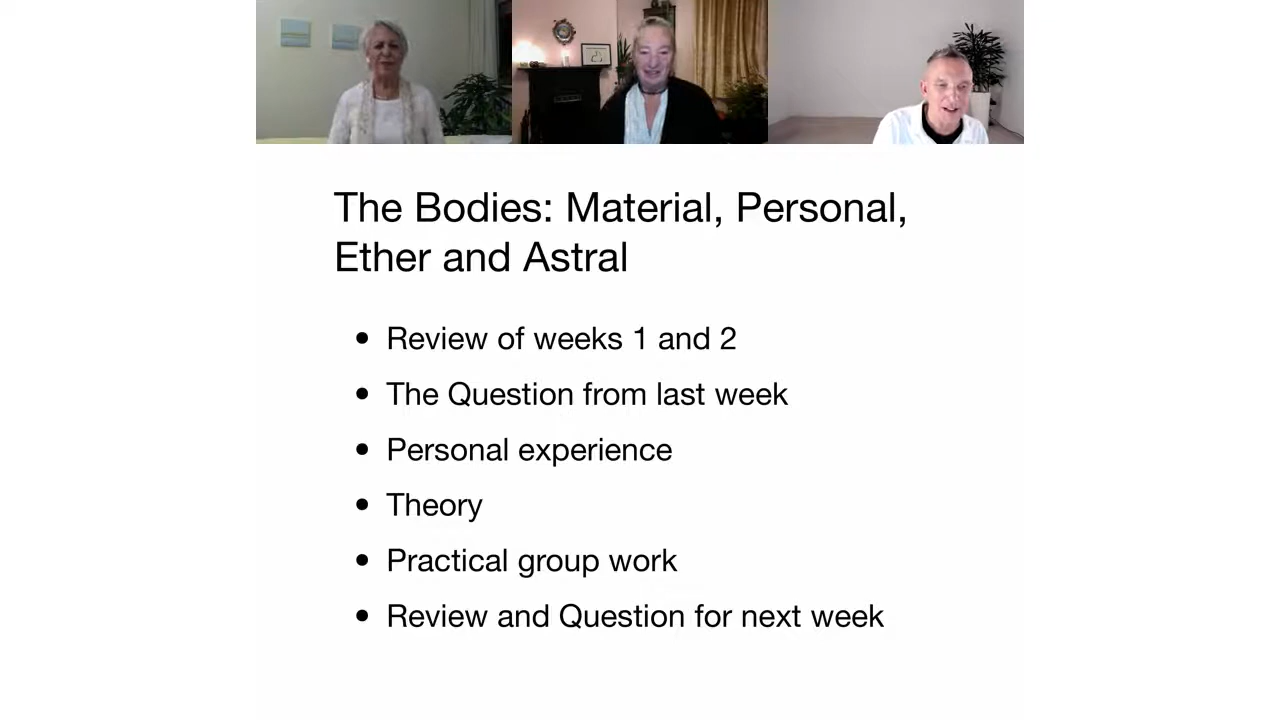 The Bodies: Material, Personal,
Ether and Astral
• Review of weeks 1 and 2
• The Question from last week
• Personal experience
• Theory
• Practical group work
• Review and Question for next week